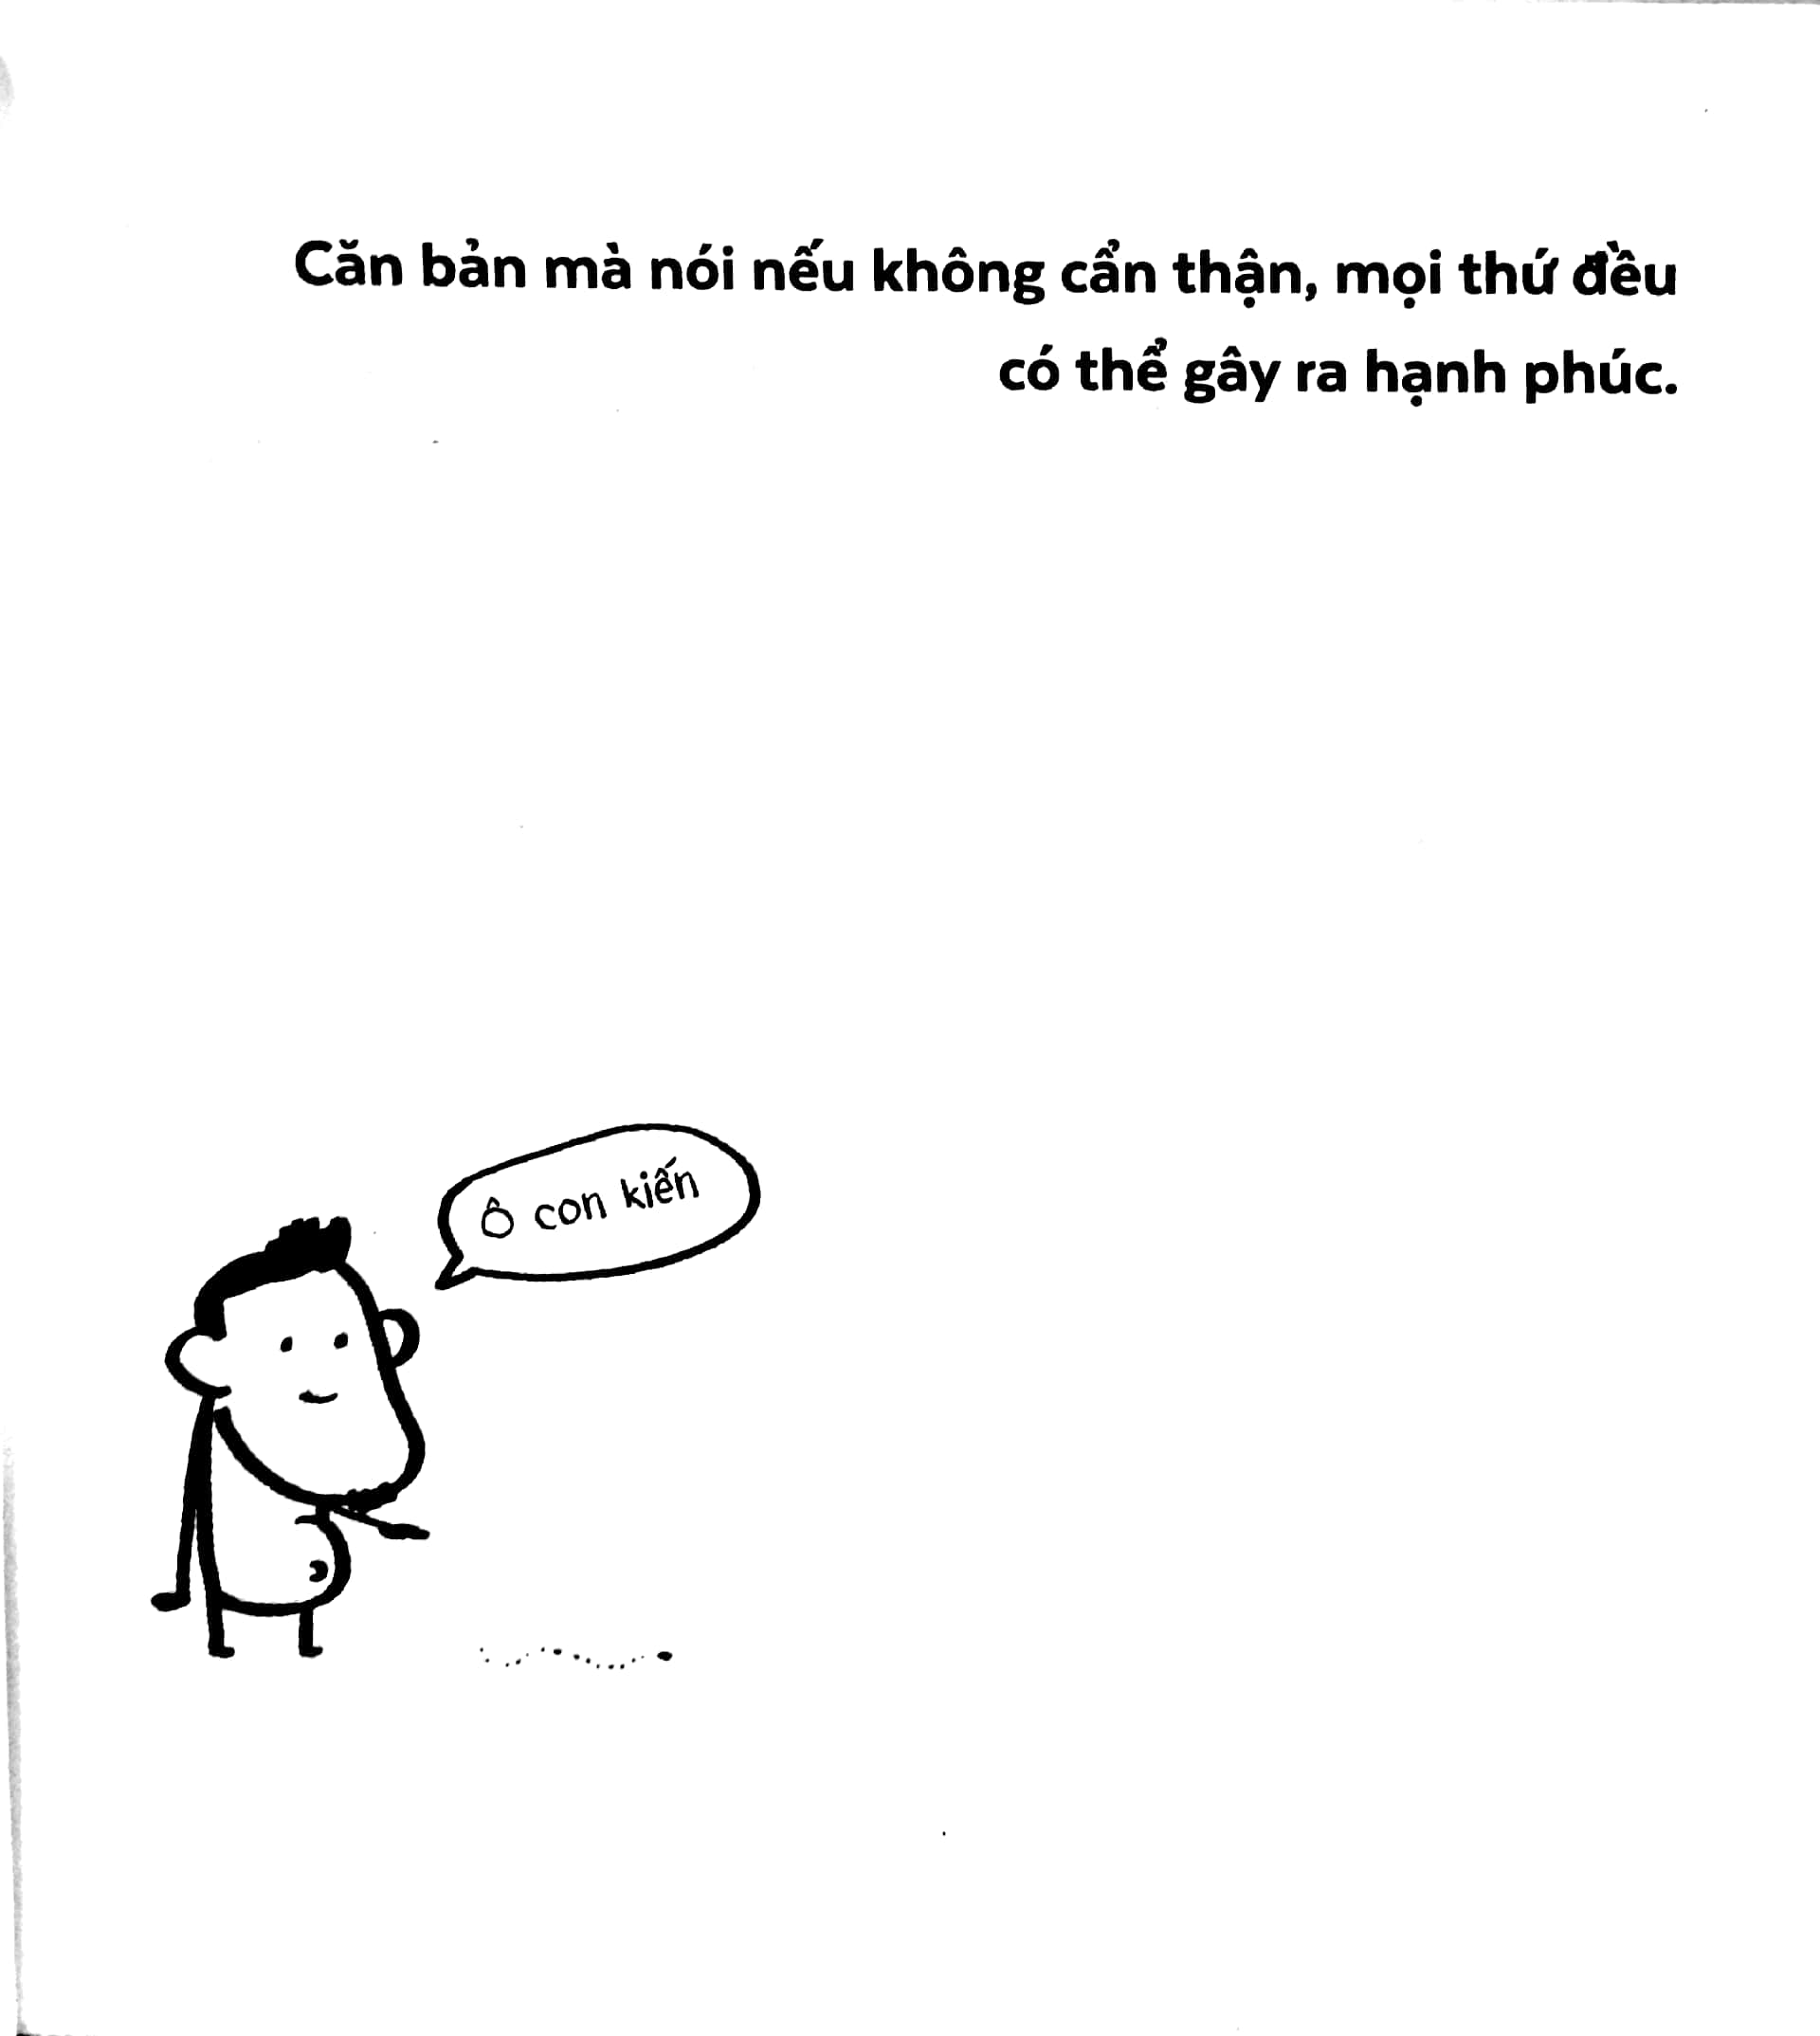 Căn bản mà nói nếu không cẩn thận, mọi thứ đều
có thể gây ra hạnh phúc.
Ô con kiến